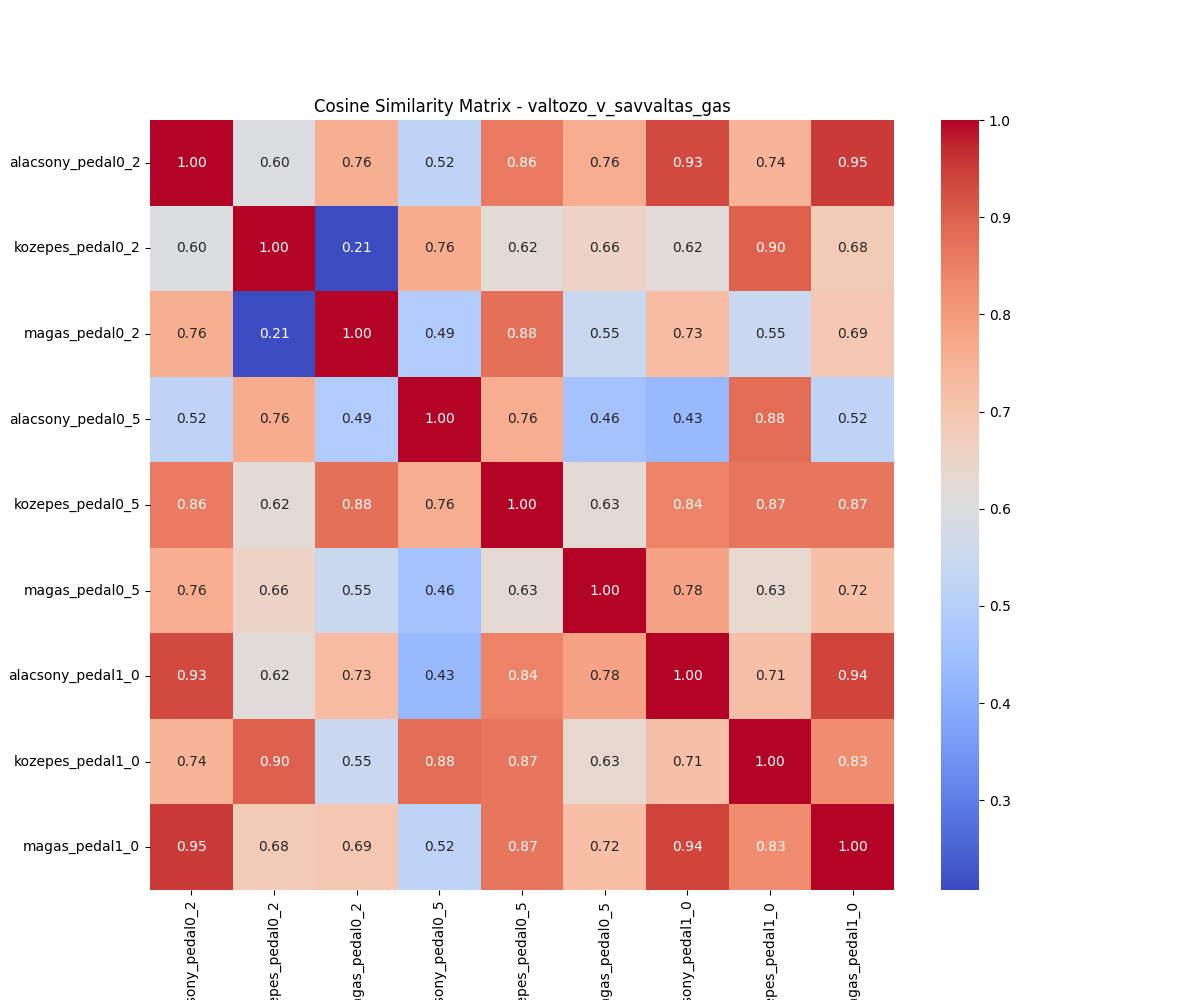 Cosine Similarity Matrix - valtozo_v_savvaltas_gas
alacsony_pedal0_2 1.00 0.60 0.76 0.52 0.86 0.76 0.93 0.74 0.95
kozepes_pedal0_2 0.60 1.00 0.21 0.76 0.62 0.66 0.62 0.90 0.68
magas_pedal0_2 0.76 0.21 1.00 0.49 0.88 0.55 0.73 0.55 0.69
alacsony_pedal0_5 0.52 0.76 0.49 1.00 0.76 0.46 0.43 0.88 0.52
kozepes_pedal0_5 0.86 0.62 0.88 0.76 1.00 0.63 0.84 0.87 0.87
magas_pedal0_5 0.76 0.66 0.55 0.46 0.63 1.00 0.78 0.63 0.72
alacsony_pedal1_0 0.93 0.62 0.73 0.43 0.84 0.78 1.00 0.71 0.94
kozepes_pedal1_0 0.74 0.90 0.55 0.88 0.87 0.63 0.71 1.00 0.83
magas_pedal1_0 0.95 0.68 0.69 0.52 0.87 0.72 0.94 0.83 1.00
sony_pedal0_2
epes_pedal0_2
agas_pedal0_2
sony_pedal0_5
epes_pedal0_5
agas_pedal0_5
sony_pedal1_0
epes_pedal1_0
agas_pedal1_0
1.0
0.9
0.8
0.7
0.6
0.5
0.4
0.3